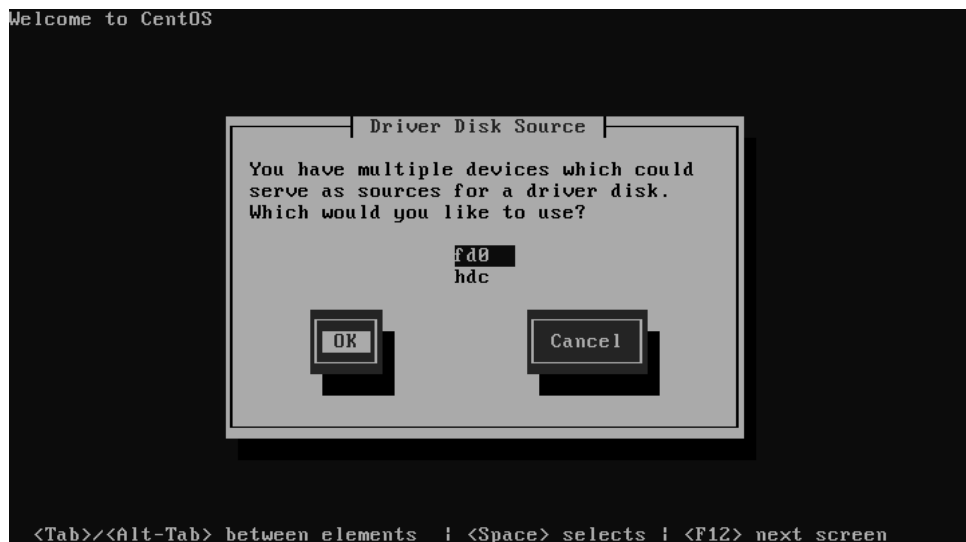 Welcome to CentOS
Driver Disk Source
You have multiple devices which could
serve as sources for a driver disk.
Which would you like to use?
fd0
hdc
OK Cancel
<Tab>/<Alt-Tab> between elements | <Space> selects | <F12> next screen